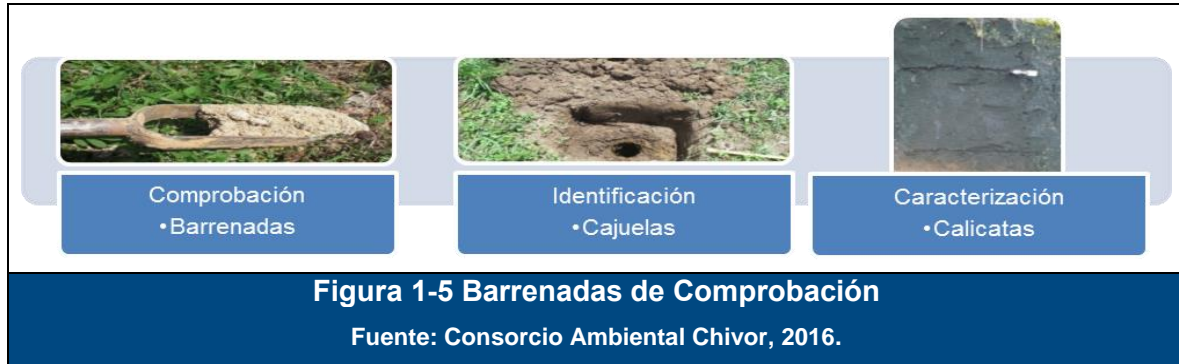 Comprobación
•Barrenadas
Identificación
•Cajuelas
Caracterización
•Calicatas
Figura 1-5 Barrenadas de Comprobación
Fuente: Consorcio Ambiental Chivor, 2016.